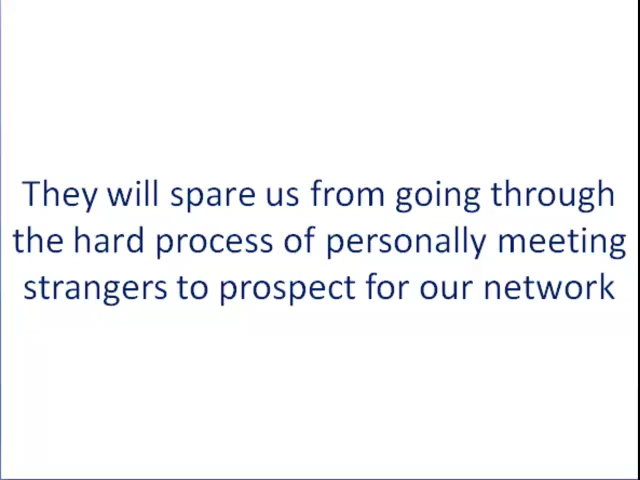 They will spare us from going through
the hard process of personally meeting
strangers to prospect for our network